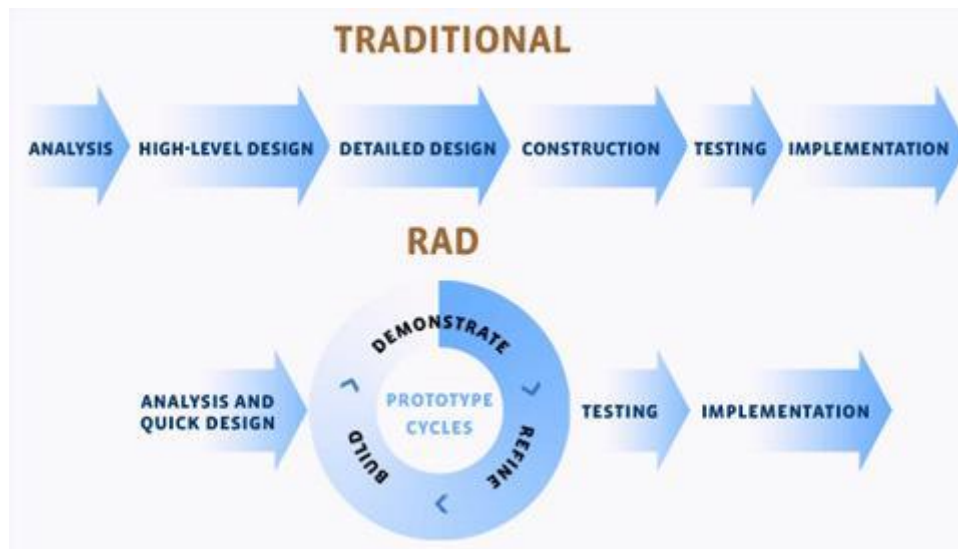 TRADITIONAL
ANALYSIS
HIGH-LEVEL DESIGN
DETAILED DESIGN
CONSTRUCTION
TESTING
IMPLEMENTATION
RAD
ANALYSIS AND
QUICK DESIGN
DEMONSTRATE
REFINE
BUILD
PROTOTYPE
CYCLES
TESTING
IMPLEMENTATION